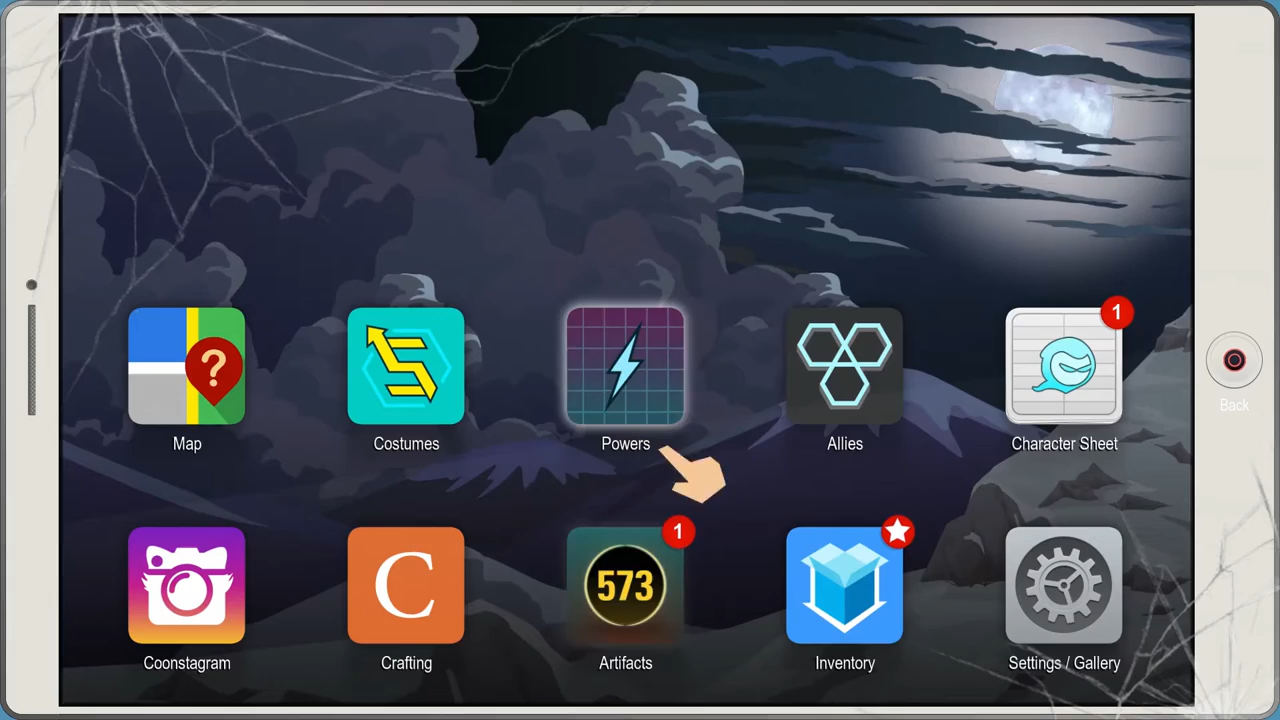 1
?
Map
Costumes
Powers
Allies
Character Sheet
Back
1
573
C
Coonstagram
Crafting
Artifacts
Inventory
Settings / Gallery